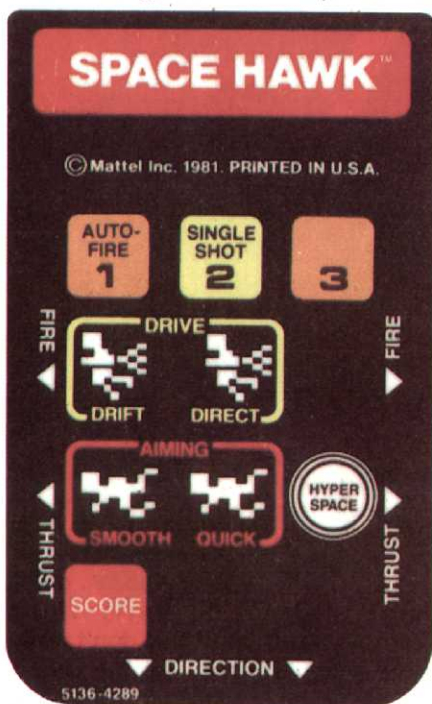 SPACE HAWK™
©Mattel Inc. 1981. PRINTED IN U.S.A.
AUTO-
FIRE
1
SINGLE
SHOT
2
3
FIRE
FIRE
DRIVE
DRIFT
DIRECT
AIMING
SMOOTH
QUICK
HYPER
SPACE
THRUST
THRUST
SCORE
DIRECTION
5136-4289